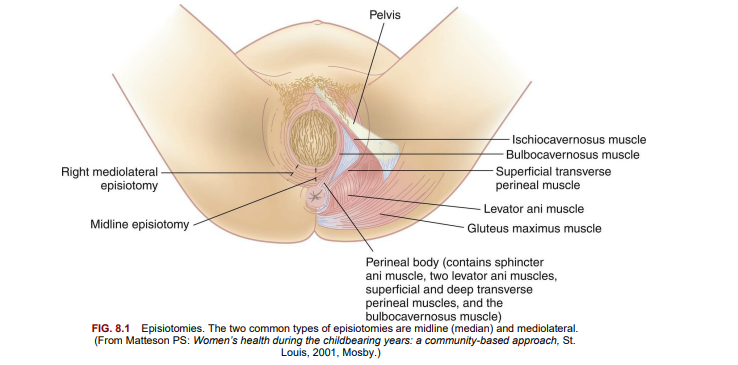 Pelvis
Ischiocavernosus muscle
Bulbocavernosus muscle
Superficial transverse
perineal muscle
Right mediolateral
episiotomy
Levator ani muscle
Midline episiotomy
Gluteus maximus muscle
Perineal body (contains sphincter
ani muscle, two levator ani muscles,
superficial and deep transverse
perineal muscles, and the
bulbocavernosus muscle)
FIG. 8.1 Episiotomies. The two common types of episiotomies are midline (median) and mediolateral.
(From Matteson PS: Women's health during the childbearing years: a community-based approach, St.
Louis, 2001, Mosby.)